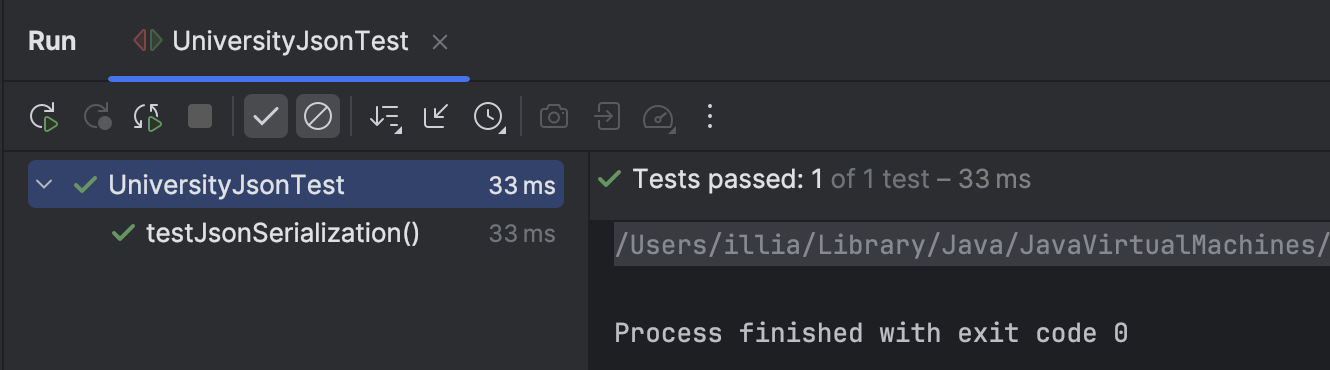 Run UniversityJsonTest
UniversityJsonTest 33 ms
testJsonSerialization() 33 ms
Tests passed: 1 of 1 test – 33 ms
/Users/illia/Library/Java/JavaVirtualMachines/
Process finished with exit code 0